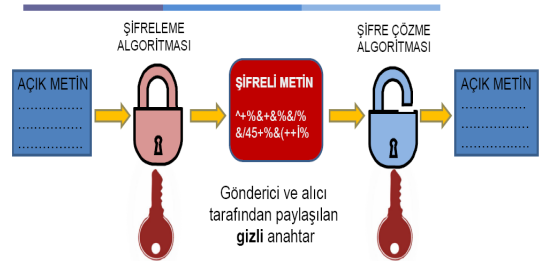 ŞİFRELEME
ALGORİTMASI
ŞİFRE ÇÖZME
ALGORİTMASI
AÇIK METİN
...................
...................
...................
ŞİFRELİ METİN
^+%&+&%&/%
&/45+%&(++İ%
AÇIK METİN
...................
...................
...................
Gönderici ve alıcı
tarafından paylaşılan
gizli anahtar